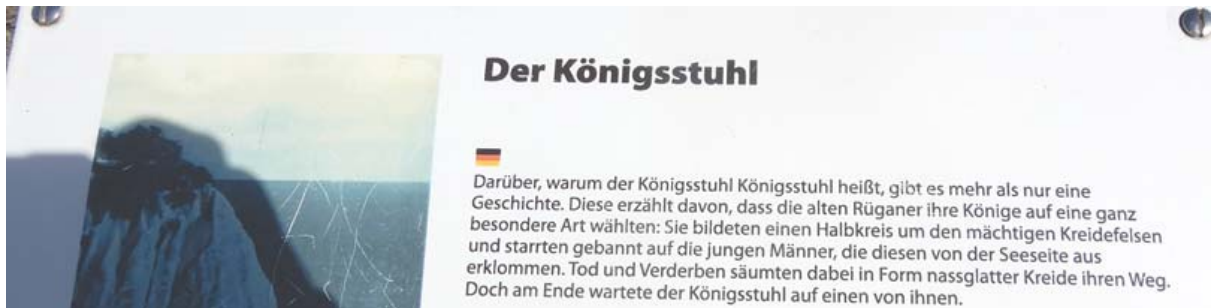 Der Königsstuhl
Darüber, warum der Königsstuhl Königsstuhl heißt, gibt es mehr als nur eine
Geschichte. Diese erzählt davon, dass die alten Rüganer ihre Könige auf eine ganz
besondere Art wählten: Sie bildeten einen Halbkreis um den mächtigen Kreidefelsen
und starrten gebannt auf die jungen Männer, die diesen von der Seeseite aus
erklommen. Tod und Verderben säumten dabei in Form nassglatter Kreide ihren Weg.
Doch am Ende wartete der Königsstuhl auf einen von ihnen.